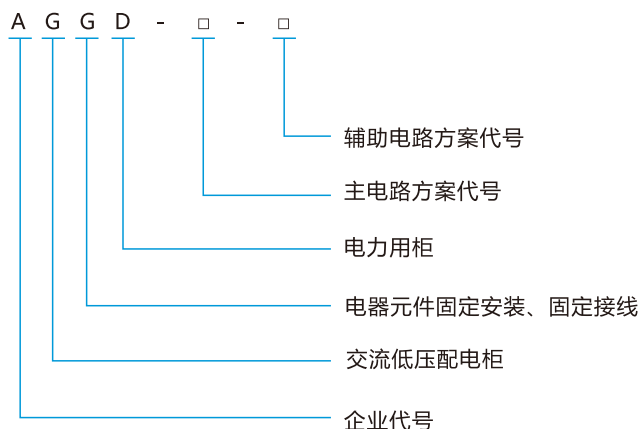 A G G D - □ - □
辅助电路方案代号
主电路方案代号
电力用柜
电器元件固定安装、固定接线
交流低压配电柜
企业代号